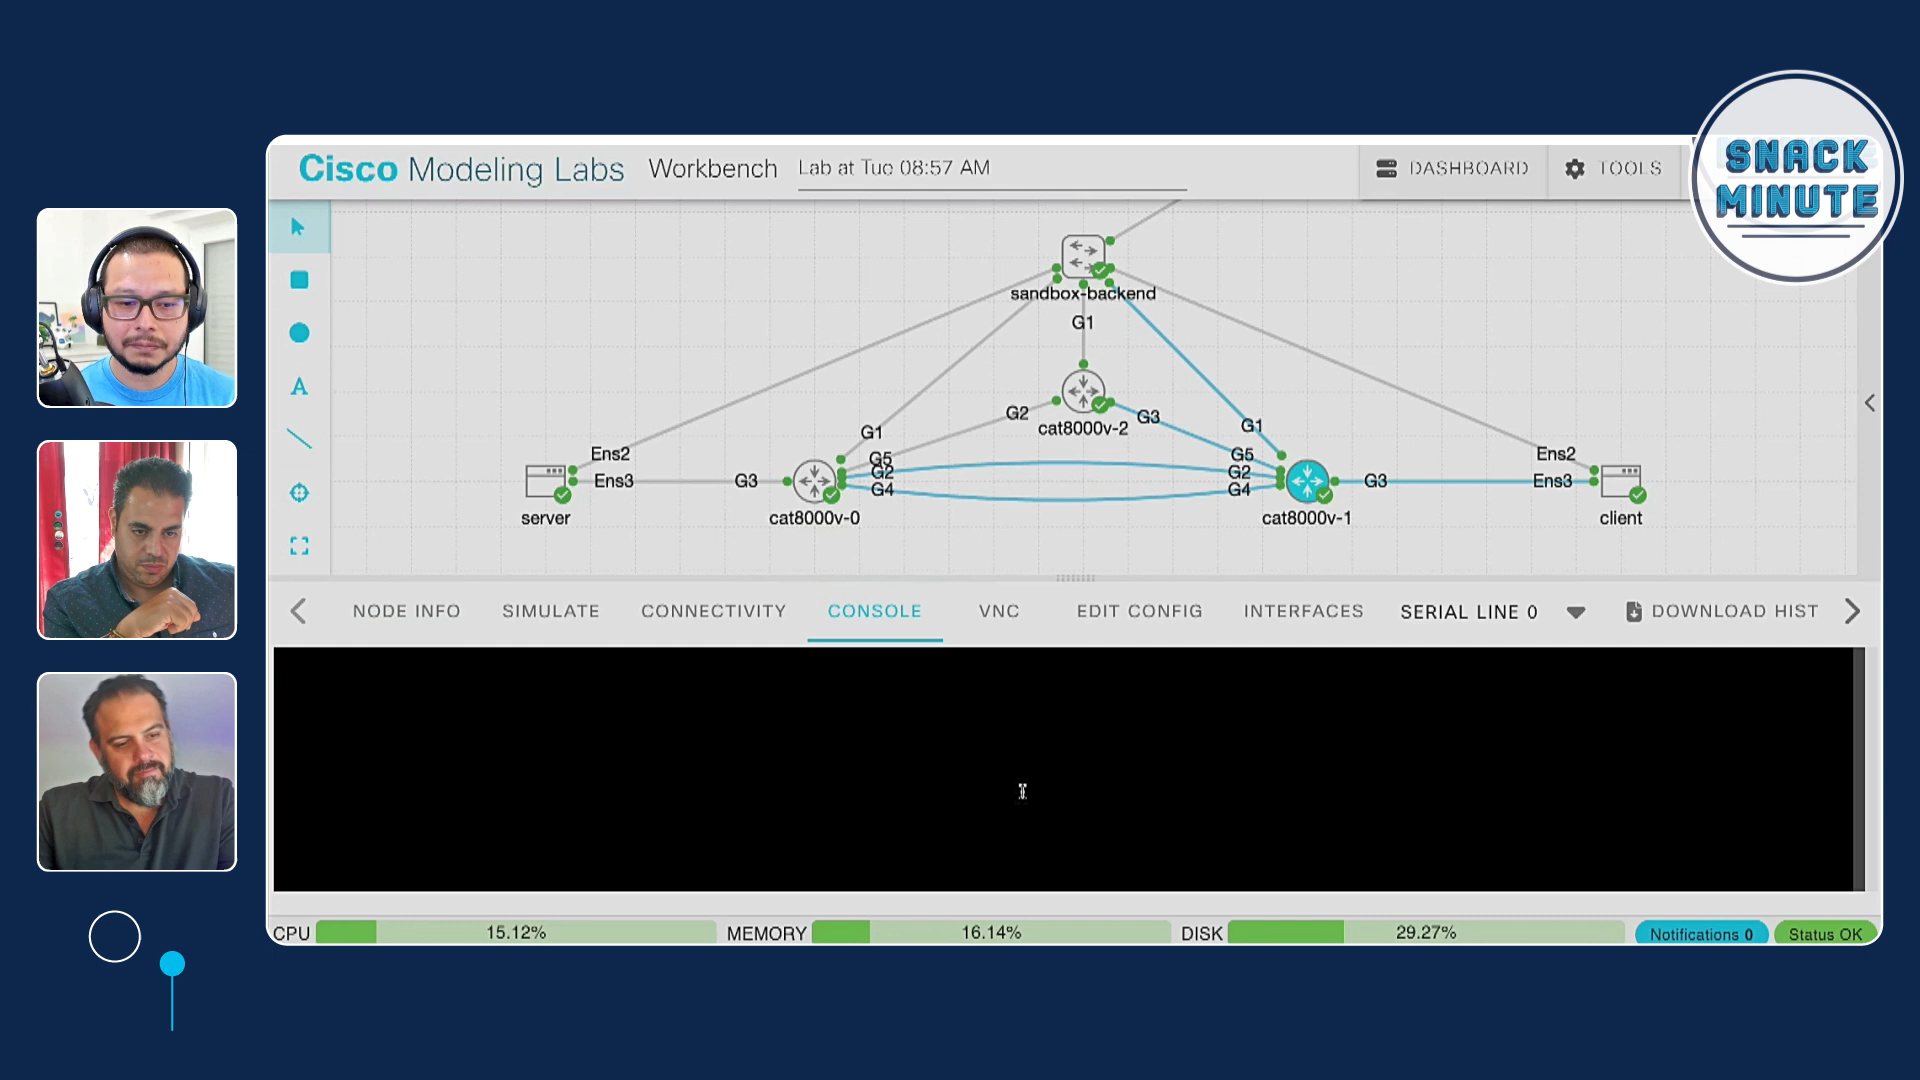 SNACK
MINUTE
Cisco Modeling Labs Workbench Lab at Tue 08:57 AM DASHBOARD TOOLS
sandbox-backend
G1
G2
G3
cat8000v-2
G1
G1
Ens2
G5
G5
Ens2
Ens3
G3
G2
G2
G3
Ens3
G4
G4
server
cat8000v-0
cat8000v-1
client
A
NODE INFO SIMULATE CONNECTIVITY CONSOLE VNC EDIT CONFIG INTERFACES SERIAL LINE 0 DOWNLOAD HIST
CPU 15.12% MEMORY 16.14% DISK 29.27% Notifications 0 Status OK